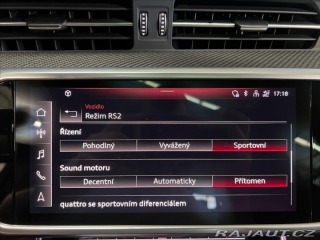 17:18
Vozidlo
Režim RS2
Řízení
Pohodlný Vyvážený Sportovní
Sound motoru
Decentní Automaticky Přítomen
quattro se sportovním diferenciálem
RAJAUT.CZ